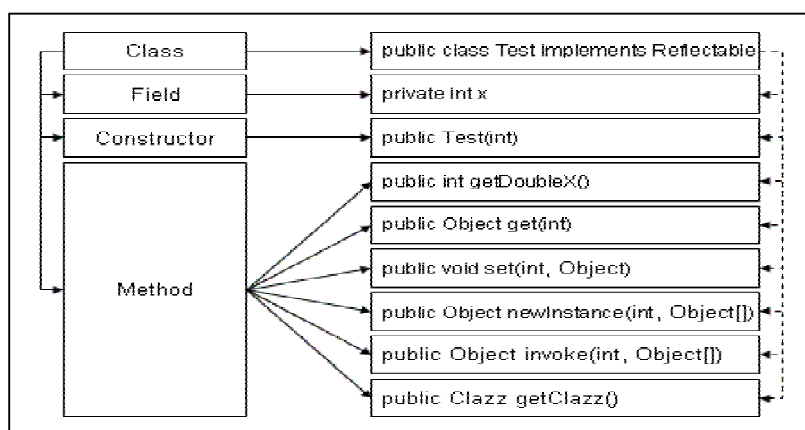 Class
public class Test implements Reflectable
Field
private int x
Constructor
public Test(int)
Method
public int getDoubleX()
public Object get(int)
public void set(int, Object)
public Object newInstance(int, Object[])
public Object invoke(int, Object[])
public Clazz getClazz()